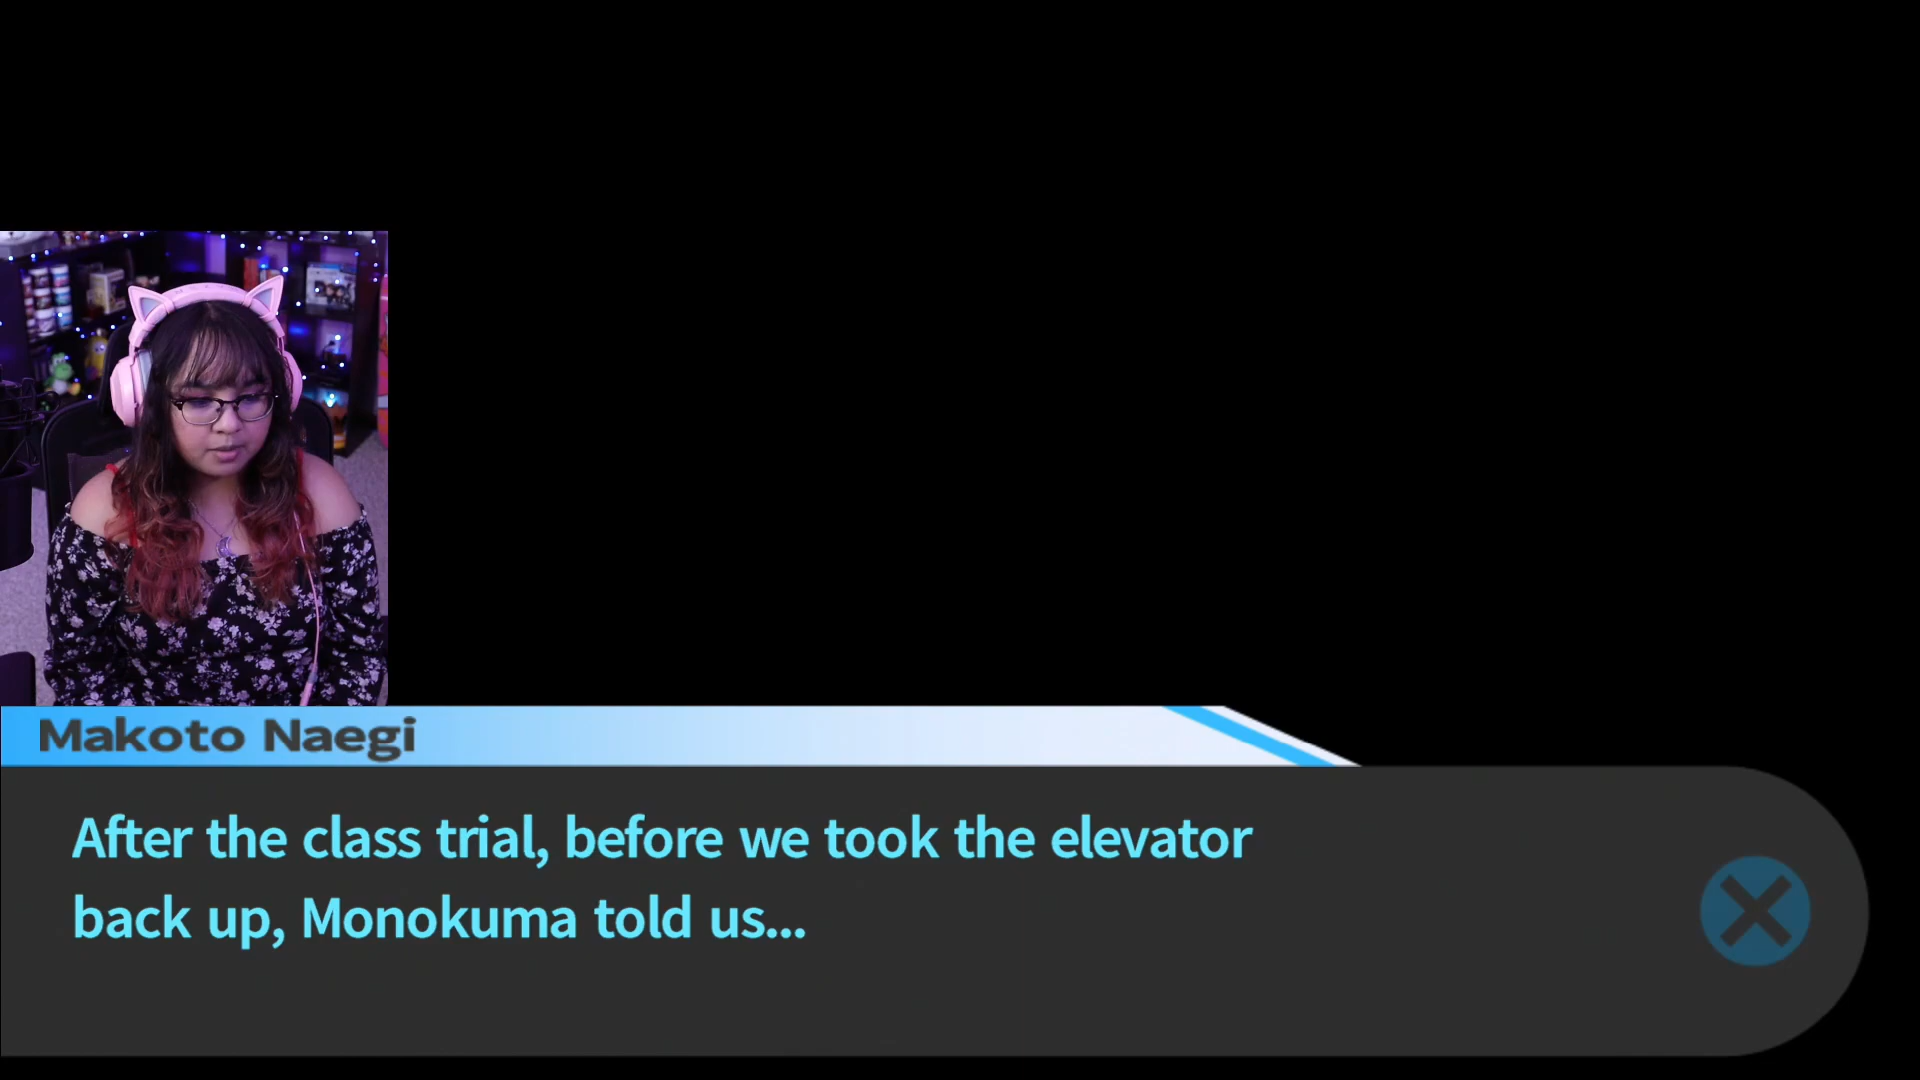 Makoto Naegi
After the class trial, before we took the elevator
back up, Monokuma told us...